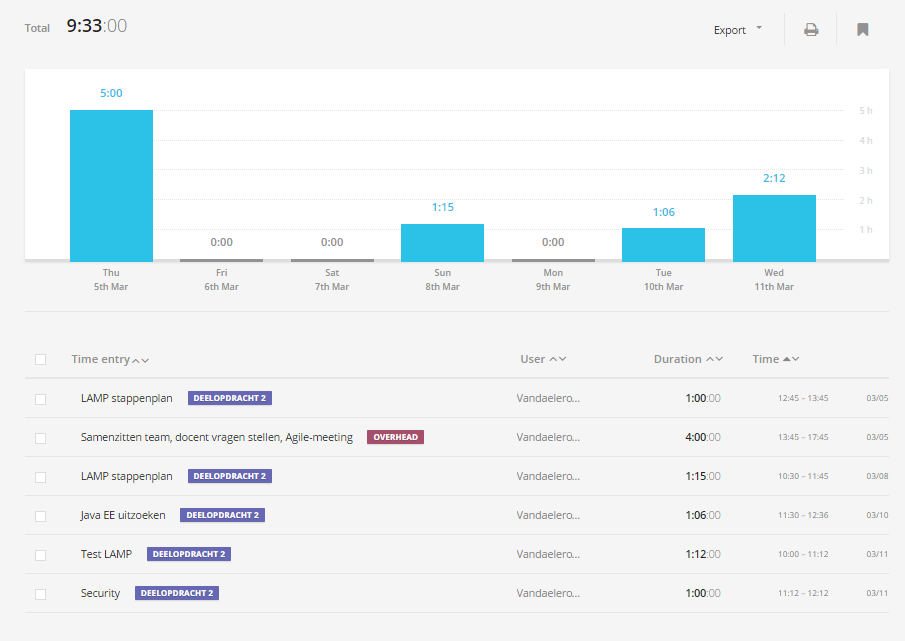 Total 9:33:00 Export
5:00
5 h
4 h
3 h
2:12
2 h
1:15
1:06
1 h
0:00 0:00 0:00
Thu Fri Sat Sun Mon Tue Wed
5th Mar 6th Mar 7th Mar 8th Mar 9th Mar 10th Mar 11th Mar
Time entry User Duration Time
LAMP stappenplan DEELOPDRACHT 2 Vandaelero... 1:00:00 12:45 – 13:45 03/05
Samenzitten team, docent vragen stellen, Agile-meeting OVERHEAD Vandaelero... 4:00:00 13:45 – 17:45 03/05
LAMP stappenplan DEELOPDRACHT 2 Vandaelero... 1:15:00 10:30 – 11:45 03/08
Java EE uitzoeken DEELOPDRACHT 2 Vandaelero... 1:06:00 11:30 – 12:36 03/10
Test LAMP DEELOPDRACHT 2 Vandaelero... 1:12:00 10:00 – 11:12 03/11
Security DEELOPDRACHT 2 Vandaelero... 1:00:00 11:12 – 12:12 03/11